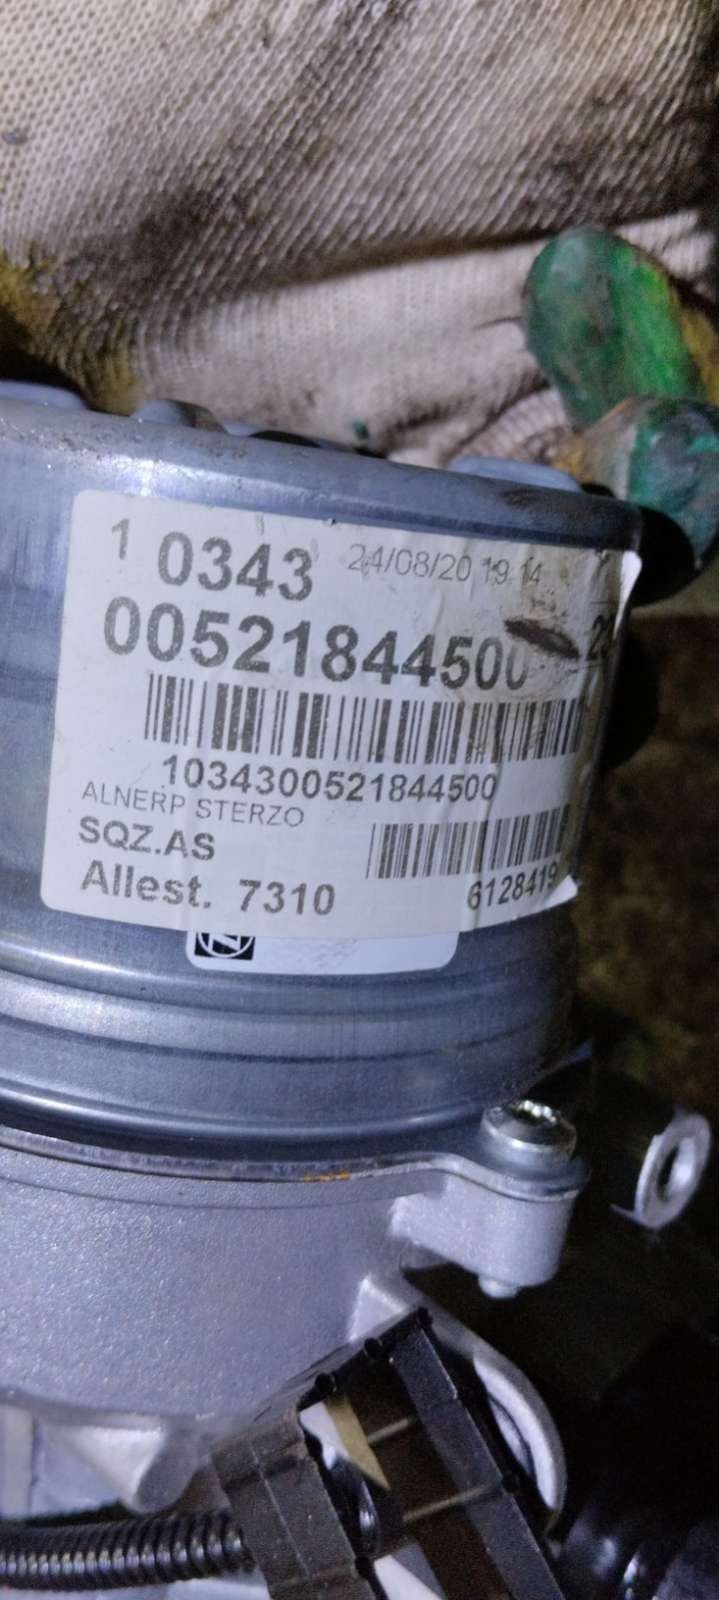 1 0343 24/08/20 19 14
00521844500
1034300521844500
ALNERP STERZO
SQZ.AS
Allest. 7310
6128419